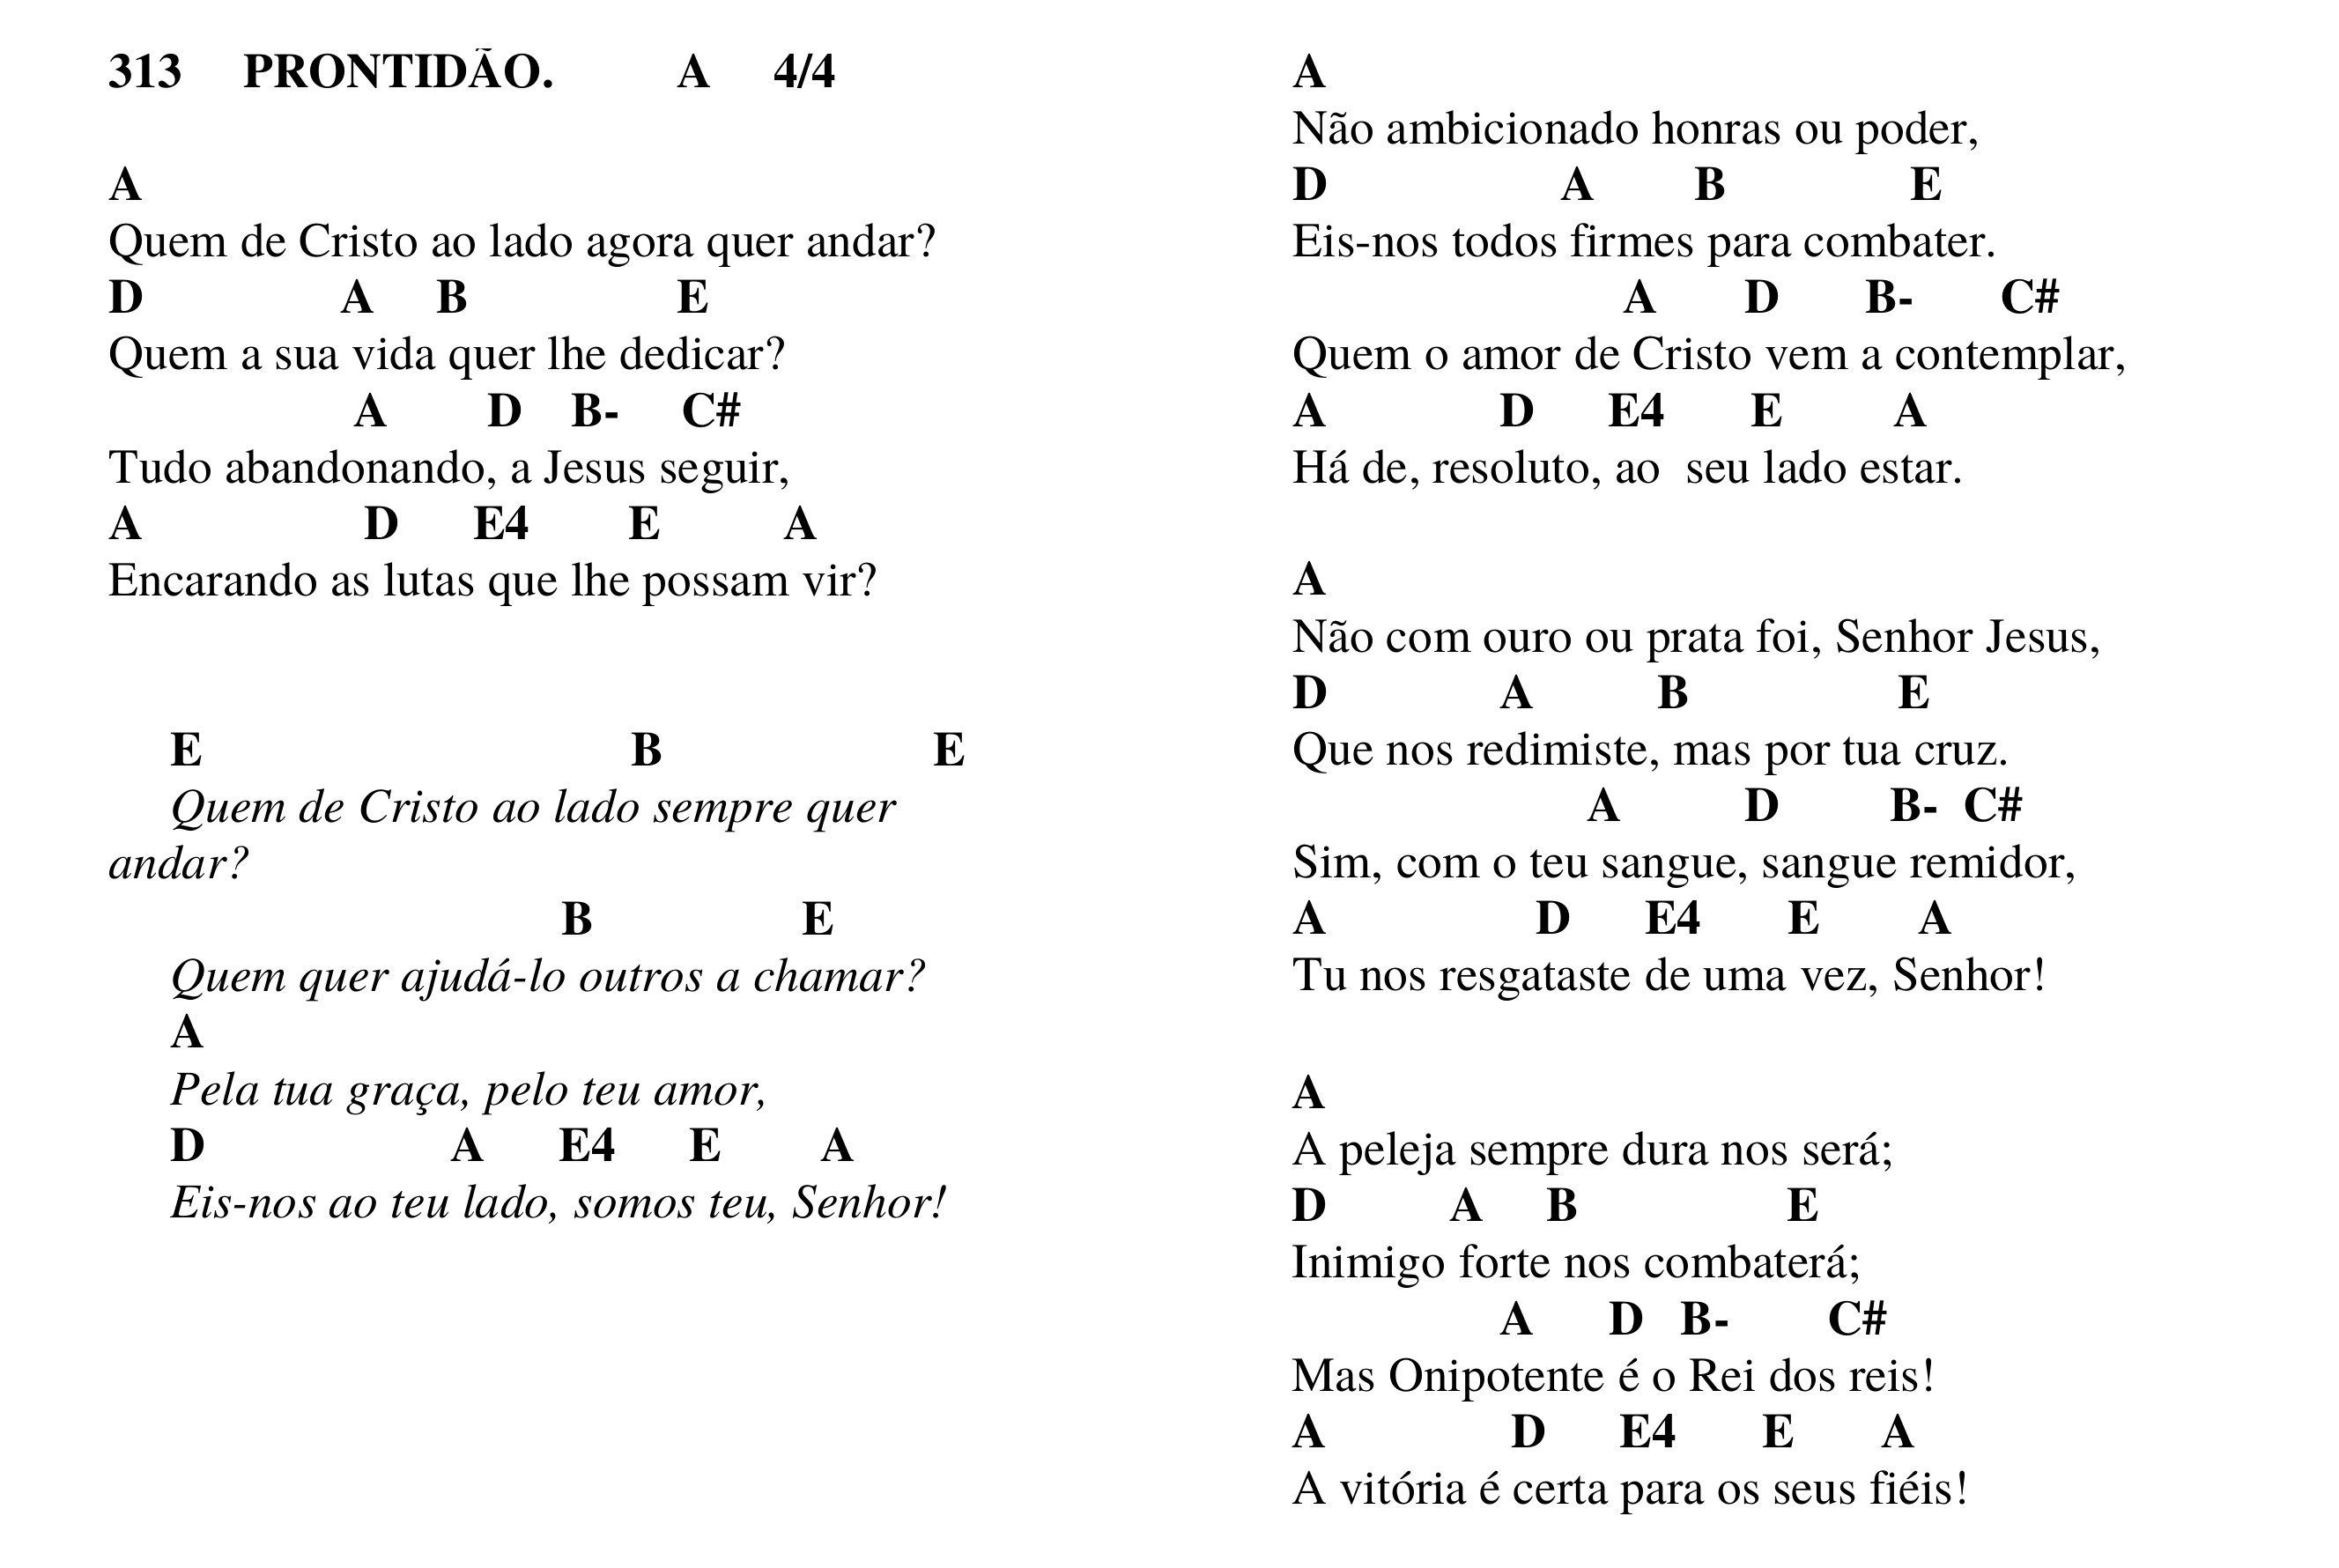 313 PRONTIDÃO. A 4/4
A
Quem de Cristo ao lado agora quer andar?
D A B E
Quem a sua vida quer lhe dedicar?
A D B- C#
Tudo abandonando, a Jesus seguir,
A D E4 E A
Encarando as lutas que lhe possam vir?
E B E
Quem de Cristo ao lado sempre quer
andar?
B E
Quem quer ajudá-lo outros a chamar?
A
Pela tua graça, pelo teu amor,
D A E4 E A
Eis-nos ao teu lado, somos teu, Senhor!
A
Não ambicionado honras ou poder,
D A B E
Eis-nos todos firmes para combater.
A D B- C#
Quem o amor de Cristo vem a contemplar,
A D E4 E A
Há de, resoluto, ao  seu lado estar.
A
Não com ouro ou prata foi, Senhor Jesus,
D A B E
Que nos redimiste, mas por tua cruz.
A D B- C#
Sim, com o teu sangue, sangue remidor,
A D E4 E A
Tu nos resgataste de uma vez, Senhor!
A
A peleja sempre dura nos será;
D A B E
Inimigo forte nos combaterá;
A D B- C#
Mas Onipotente é o Rei dos reis!
A D E4 E A
A vitória é certa para os seus fiéis!